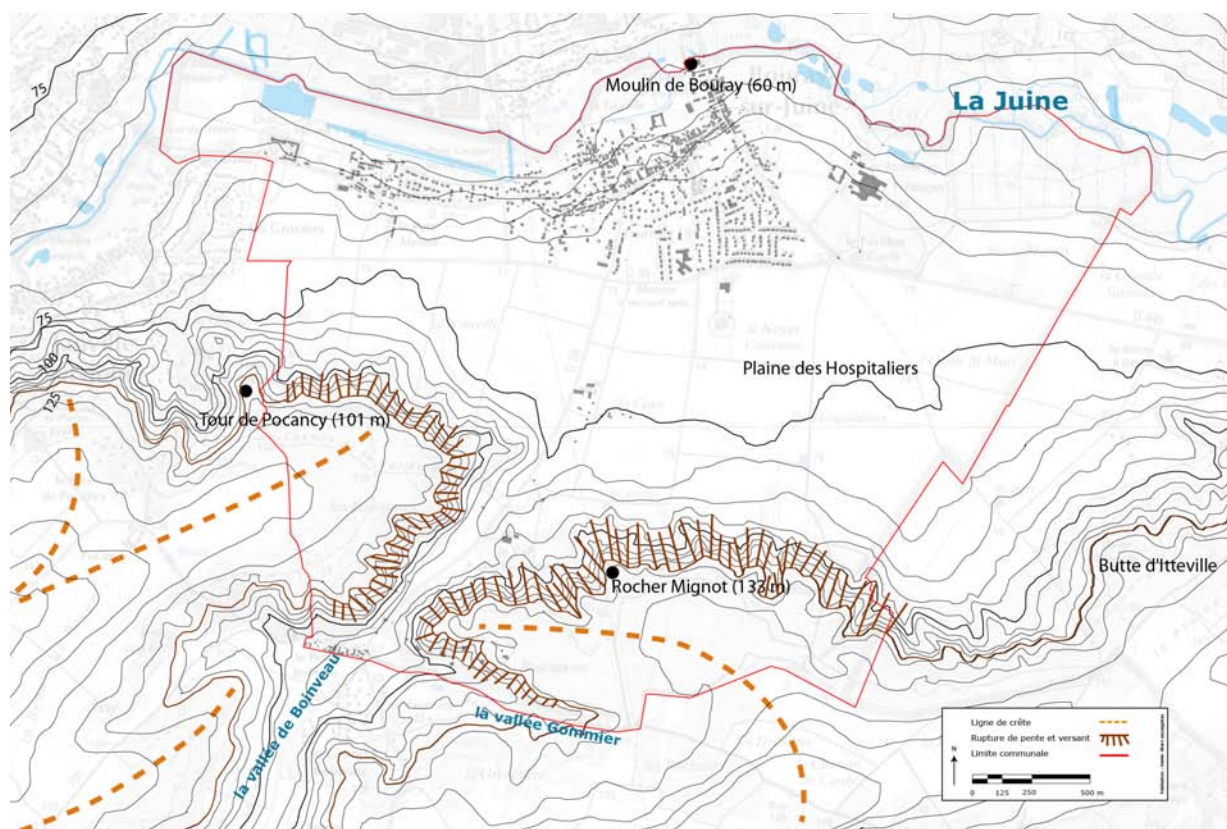 75
Moulin de Bouray (60 m)
La Juine
sur-Juine
75
100
125
Plaine des Hospitaliers
Tour de Pocancy (101 m)
Butte d'Itteville
Rocher Mignot (133 m)
la vallée de Boinveau
la vallée Gommier
Ligne de crête
Rupture de pente et versant
Limite communale
N
0 125 250 500 m